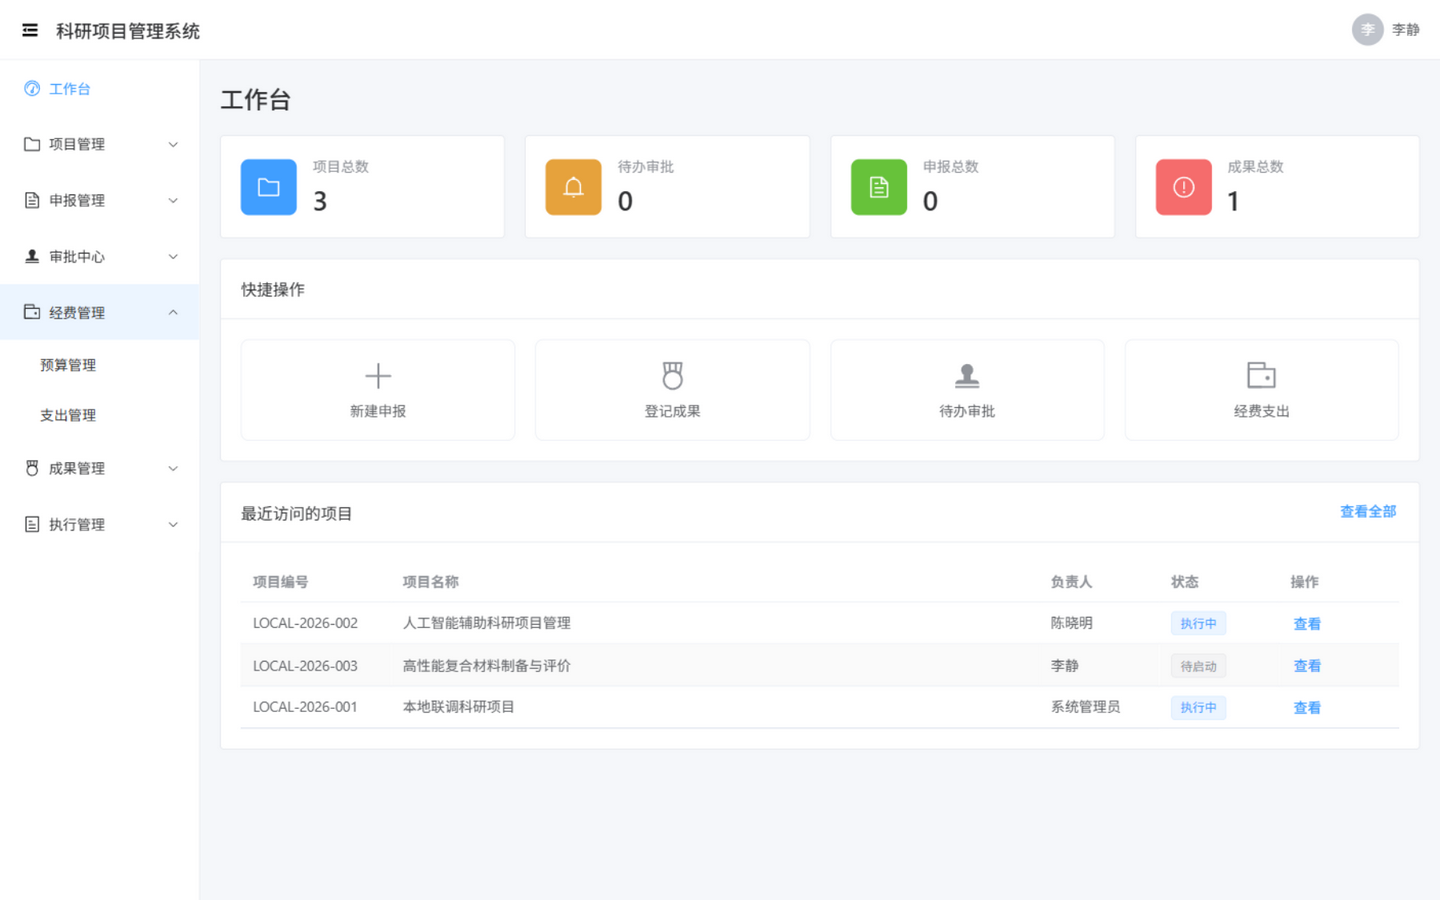 科研项目管理系统
李 李静
工作台
项目管理
申报管理
审批中心
经费管理
预算管理
支出管理
成果管理
执行管理
工作台
项目总数
3
待办审批
0
申报总数
0
成果总数
1
快捷操作
新建申报
登记成果
待办审批
经费支出
最近访问的项目 查看全部
项目编号 项目名称 负责人 状态 操作
LOCAL-2026-002 人工智能辅助科研项目管理 陈晓明 执行中 查看
LOCAL-2026-003 高性能复合材料制备与评价 李静 待启动 查看
LOCAL-2026-001 本地联调科研项目 系统管理员 执行中 查看